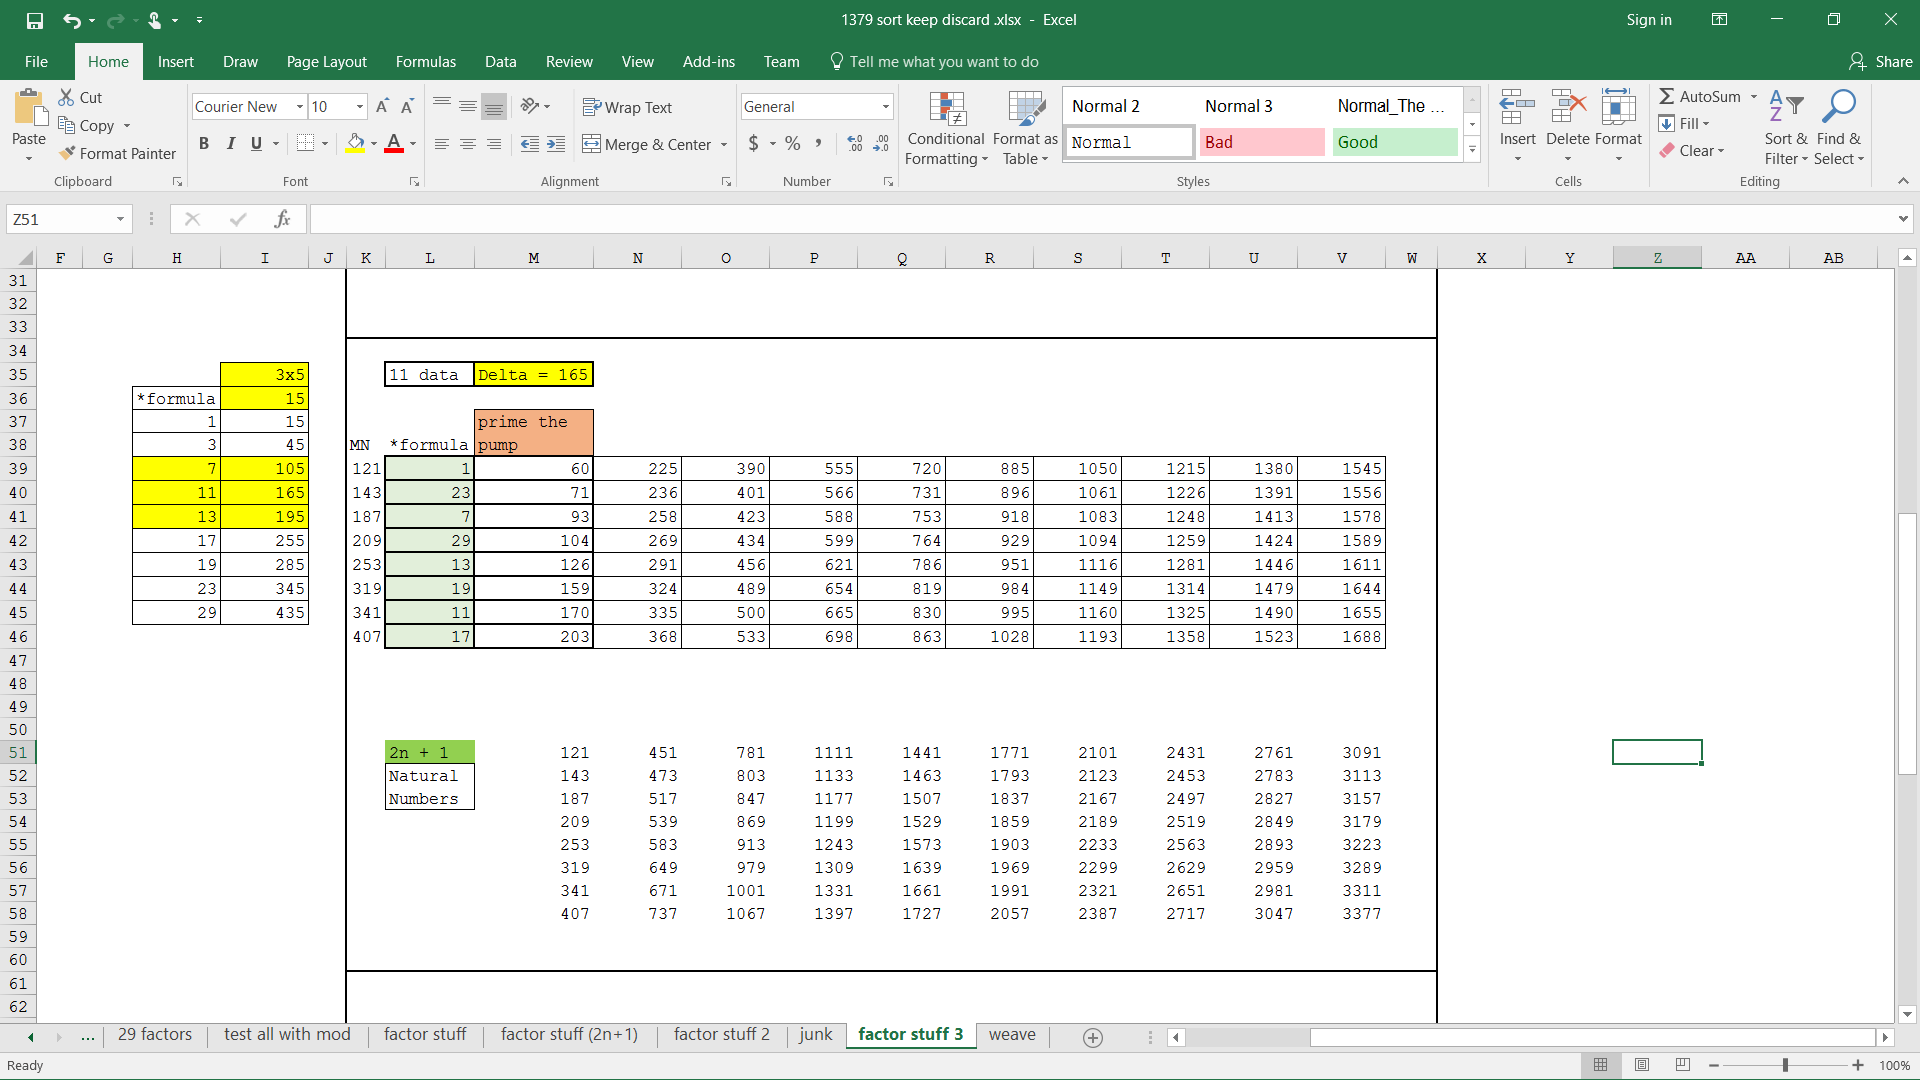 1379 sort keep discard .xlsx - Excel
Sign in
File Home Insert Draw Page Layout Formulas Data Review View Add-ins Team Tell me what you want to do Share
Paste
Cut
Copy
Format Painter
Clipboard
Courier New 10
B I U
Font
Wrap Text
Merge & Center
Alignment
General
$ % ,
Number
Conditional Formatting
Format as Table
Normal 2 Normal 3 Normal_The ...
Normal Bad Good
Styles
Insert Delete Format
Cells
AutoSum
Fill
Clear
Sort & Filter
Find & Select
Editing
Z51
fx
F G H I J K L M N O P Q R S T U V W X Y Z AA AB
31
32
33
34
35 3x5 11 data Delta = 165
36 *formula 15
37 1 15 prime the
38 3 45 MN *formula pump
39 7 105 121 1 60 225 390 555 720 885 1050 1215 1380 1545
40 11 165 143 23 71 236 401 566 731 896 1061 1226 1391 1556
41 13 195 187 7 93 258 423 588 753 918 1083 1248 1413 1578
42 17 255 209 29 104 269 434 599 764 929 1094 1259 1424 1589
43 19 285 253 13 126 291 456 621 786 951 1116 1281 1446 1611
44 23 345 319 19 159 324 489 654 819 984 1149 1314 1479 1644
45 29 435 341 11 170 335 500 665 830 995 1160 1325 1490 1655
46 407 17 203 368 533 698 863 1028 1193 1358 1523 1688
47
48
49
50
51 2n + 1 121 451 781 1111 1441 1771 2101 2431 2761 3091
52 Natural 143 473 803 1133 1463 1793 2123 2453 2783 3113
53 Numbers 187 517 847 1177 1507 1837 2167 2497 2827 3157
54 209 539 869 1199 1529 1859 2189 2519 2849 3179
55 253 583 913 1243 1573 1903 2233 2563 2893 3223
56 319 649 979 1309 1639 1969 2299 2629 2959 3289
57 341 671 1001 1331 1661 1991 2321 2651 2981 3311
58 407 737 1067 1397 1727 2057 2387 2717 3047 3377
59
60
61
62
... 29 factors test all with mod factor stuff factor stuff (2n+1) factor stuff 2 junk factor stuff 3 weave
Ready 100%